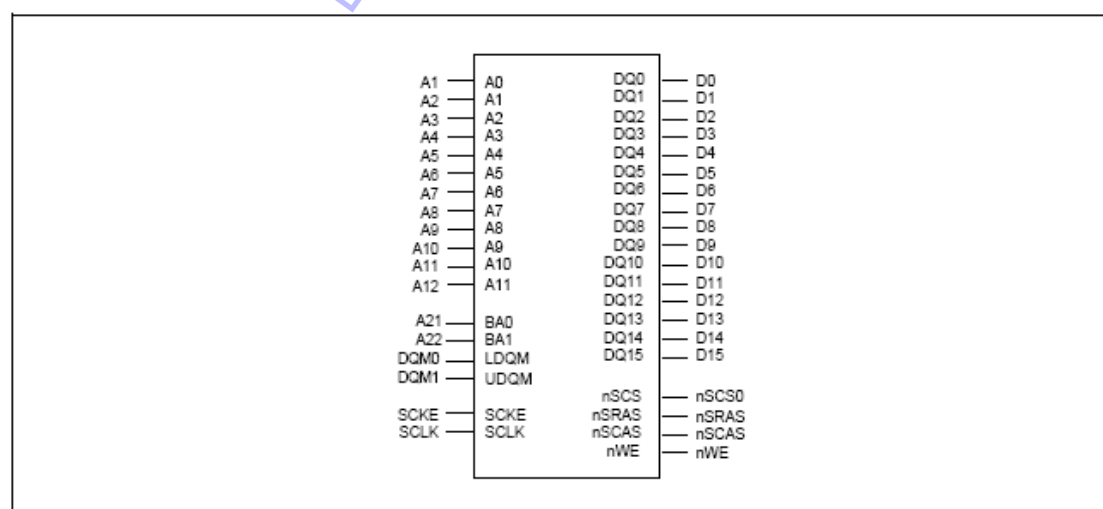 A1 A0 DQ0 D0
A2 A1 DQ1 D1
A3 A2 DQ2 D2
A4 A3 DQ3 D3
A5 A4 DQ4 D4
A6 A5 DQ5 D5
A7 A6 DQ6 D6
A8 A7 DQ7 D7
A9 A8 DQ8 D8
A10 A9 DQ9 D9
A11 A10 DQ10 D10
A12 A11 DQ11 D11
DQ12 D12
A21 BA0 DQ13 D13
A22 BA1 DQ14 D14
DQM0 LDQM DQ15 D15
DQM1 UDQM
nSCS nSCS0
SCKE SCKE nSRAS nSRAS
SCLK SCLK nSCAS nSCAS
nWE nWE